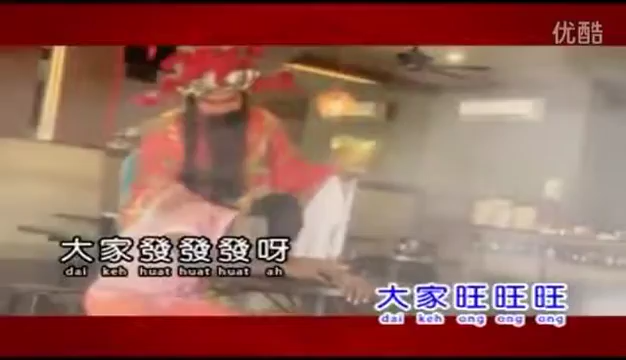 优酷
大家發發發呀
dai keh huat huat huat ah
大家旺旺旺
dai keh ong ong ong